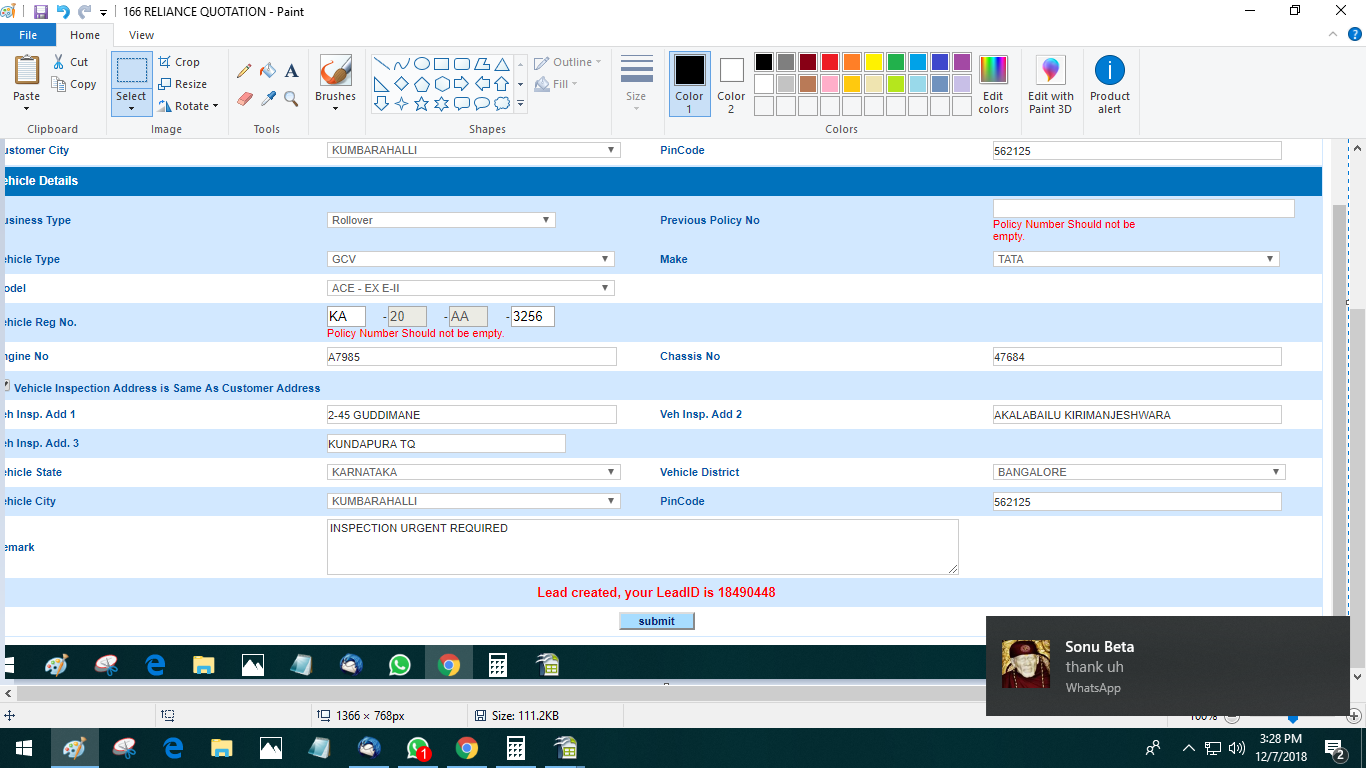 166 RELIANCE QUOTATION - Paint
File Home View
Paste
Cut
Copy
Clipboard
Select
Crop
Resize
Rotate
Image
Tools
Brushes
Outline
Fill
Shapes
Size
Color 1
Color 2
Edit colors
Colors
Edit with Paint 3D
Product alert
ustomer City KUMBARAHALLI PinCode 562125
ehicle Details
usiness Type Rollover Previous Policy No
Policy Number Should not be
empty.
ehicle Type GCV Make TATA
odel ACE - EX E-II
ehicle Reg No. KA - 20 - AA - 3256
Policy Number Should not be empty.
ngine No A7985 Chassis No 47684
Vehicle Inspection Address is Same As Customer Address
eh Insp. Add 1 2-45 GUDDIMANE Veh Insp. Add 2 AKALABAILU KIRIMANJESHWARA
eh Insp. Add. 3 KUNDAPURA TQ
ehicle State KARNATAKA Vehicle District BANGALORE
ehicle City KUMBARAHALLI PinCode 562125
emark INSPECTION URGENT REQUIRED
Lead created, your LeadID is 18490448
submit
Sonu Beta
thank uh
WhatsApp
1366 × 768px Size: 111.2KB 100%
1
3:28 PM
12/7/2018
2